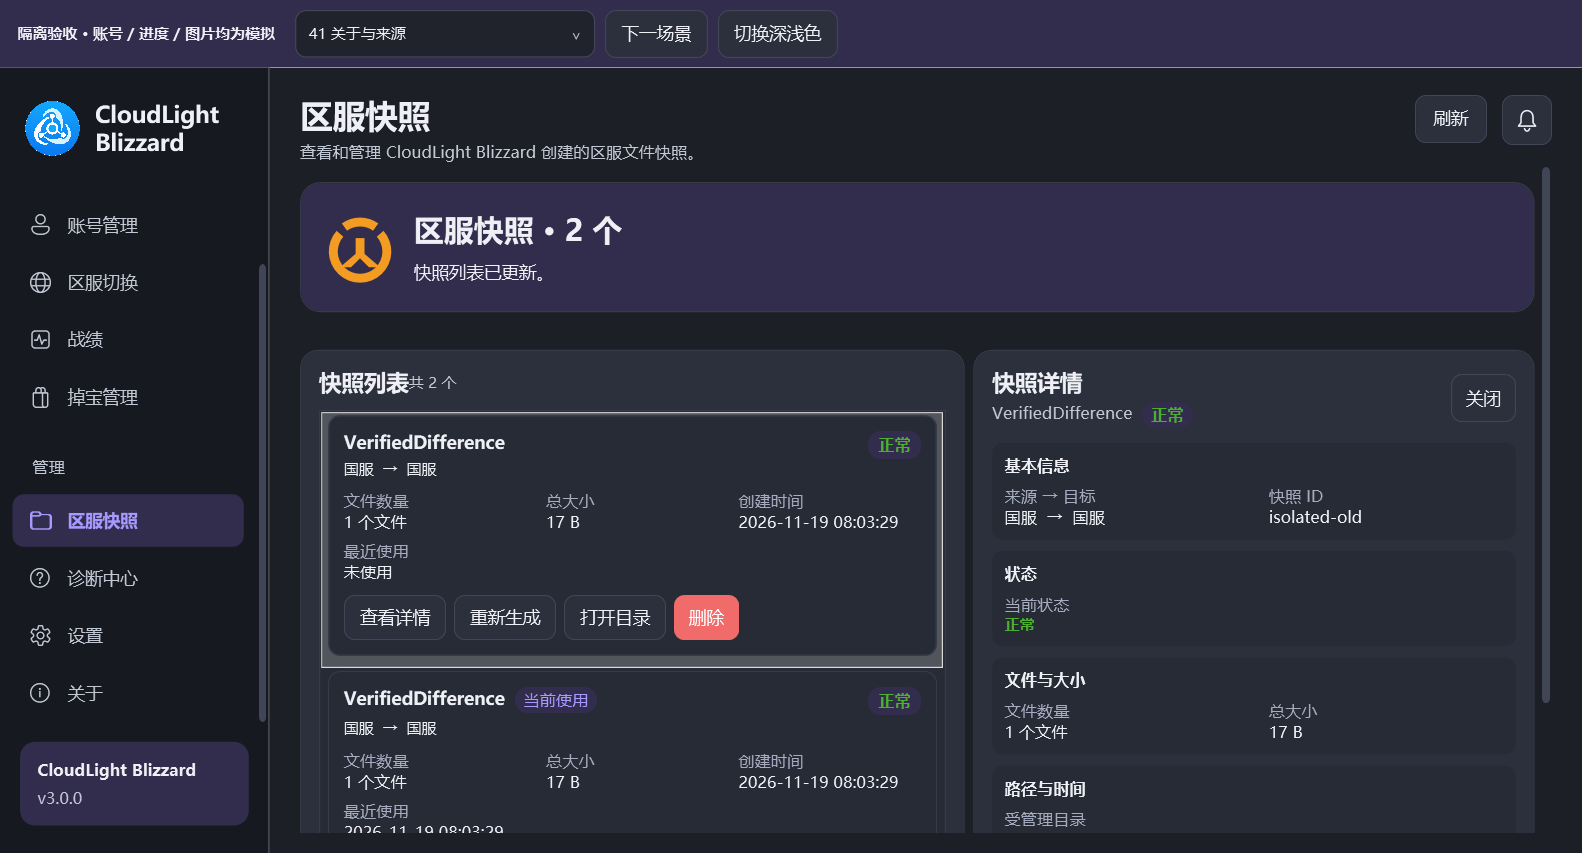 隔离验收 • 账号 / 进度 / 图片均为模拟
41 关于与来源
下一场景
切换深浅色
CloudLight
Blizzard
账号管理
区服切换
战绩
掉宝管理
管理
区服快照
诊断中心
设置
关于
CloudLight Blizzard
v3.0.0
区服快照
查看和管理 CloudLight Blizzard 创建的区服文件快照。
刷新
区服快照 • 2 个
快照列表已更新。
快照列表共 2 个
VerifiedDifference
正常
国服 → 国服
文件数量 总大小 创建时间
1 个文件 17 B 2026-11-19 08:03:29
最近使用
未使用
查看详情 重新生成 打开目录 删除
VerifiedDifference 当前使用 正常
国服 → 国服
文件数量 总大小 创建时间
1 个文件 17 B 2026-11-19 08:03:29
最近使用
2026-11-19 08:03:29
快照详情
VerifiedDifference 正常
关闭
基本信息
来源 → 目标 快照 ID
国服 → 国服 isolated-old
状态
当前状态
正常
文件与大小
文件数量 总大小
1 个文件 17 B
路径与时间
受管理目录